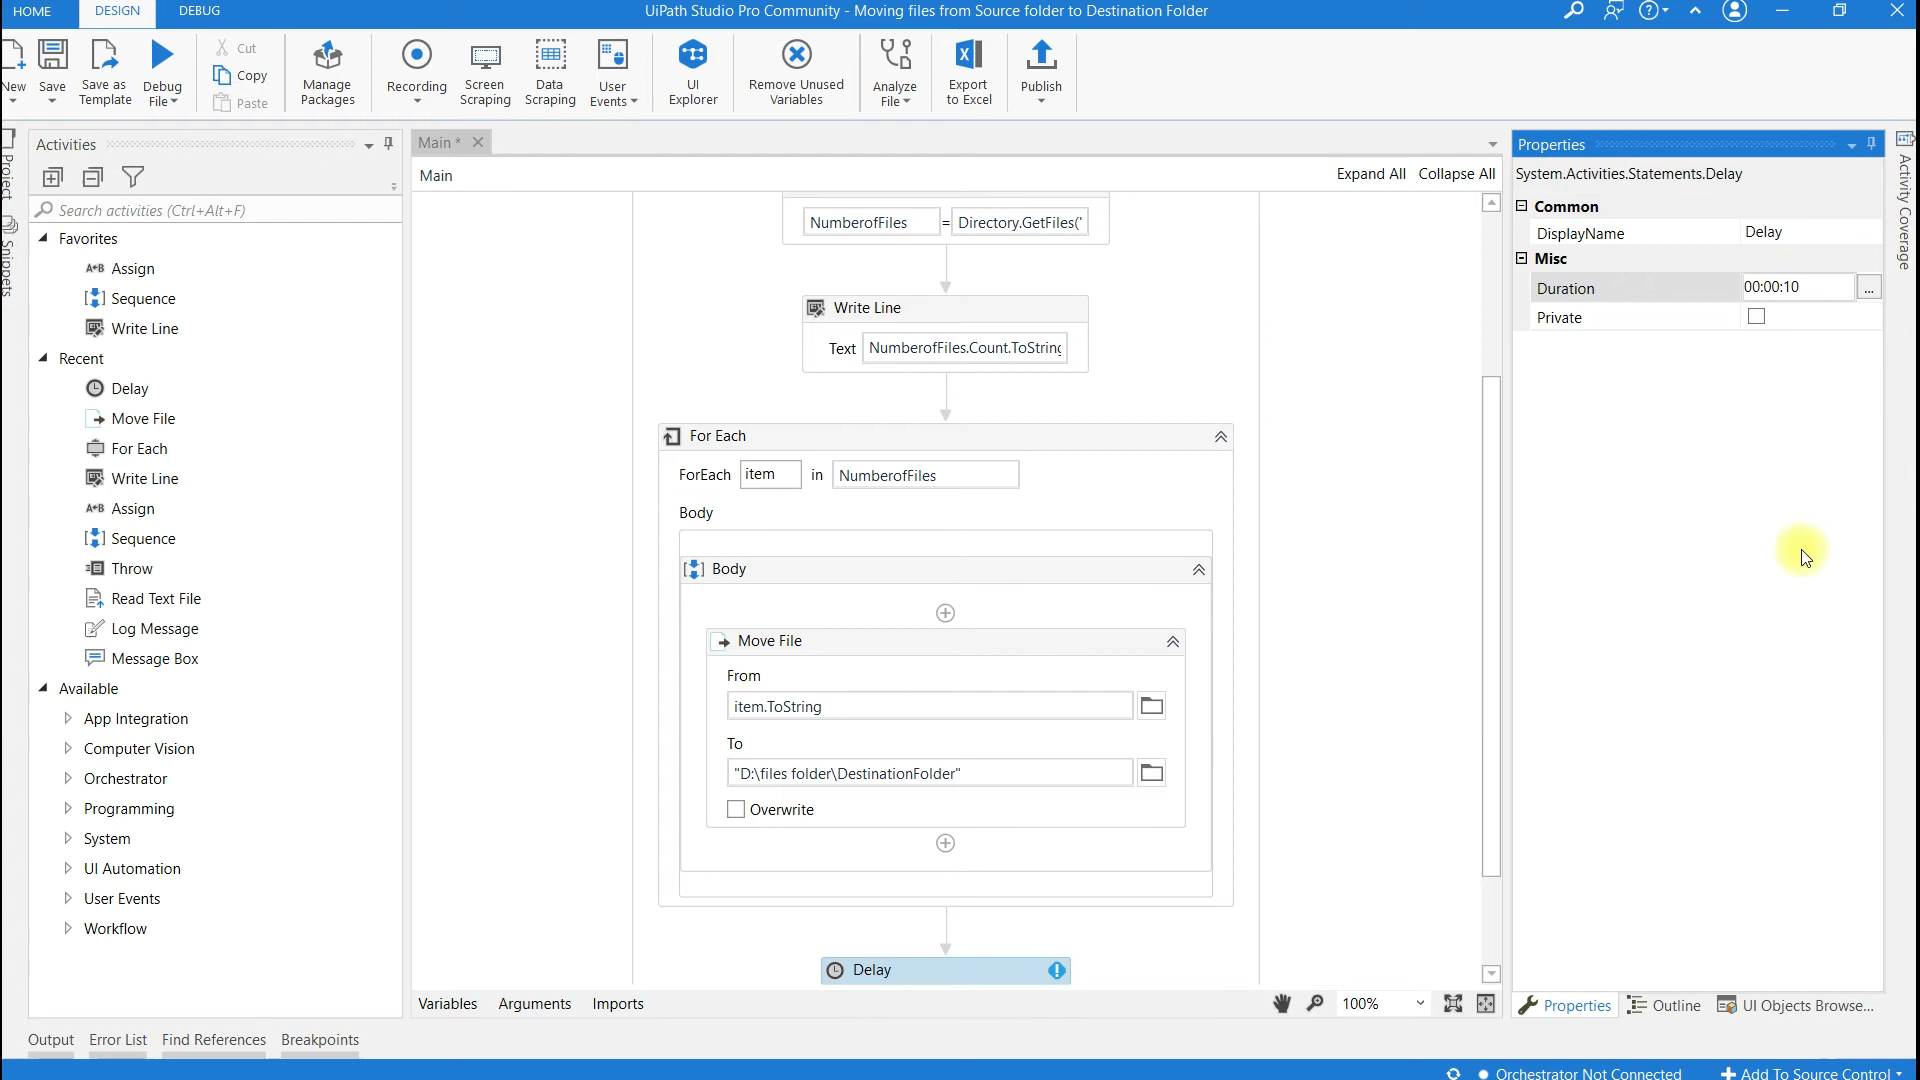 HOME DESIGN DEBUG UiPath Studio Pro Community - Moving files from Source folder to Destination Folder
New Save Save as Template Debug File Cut Copy Paste Manage Packages Recording Screen Scraping Data Scraping User Events UI Explorer Remove Unused Variables Analyze File Export to Excel Publish
Project
Snippets
Activities
Search activities (Ctrl+Alt+F)
Favorites
Assign
Sequence
Write Line
Recent
Delay
Move File
For Each
Write Line
Assign
Sequence
Throw
Read Text File
Log Message
Message Box
Available
App Integration
Computer Vision
Orchestrator
Programming
System
UI Automation
User Events
Workflow
Main *
Main Expand All Collapse All
NumberofFiles = Directory.GetFiles("
Write Line
Text NumberofFiles.Count.ToString
For Each
ForEach item in NumberofFiles
Body
Body
Move File
From
item.ToString
To
"D:\files folder\DestinationFolder"
Overwrite
Delay
Variables Arguments Imports 100%
Properties
System.Activities.Statements.Delay
Common
DisplayName Delay
Misc
Duration 00:00:10 ...
Private
Properties Outline UI Objects Browse...
Activity Coverage
Output Error List Find References Breakpoints
Orchestrator Not Connected Add To Source Control